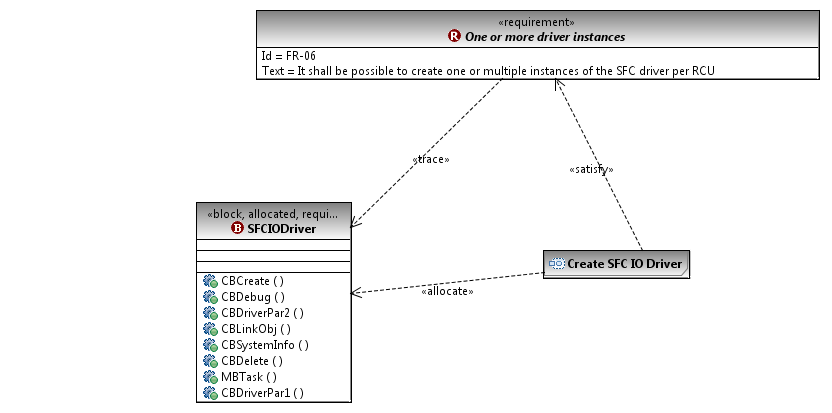 «requirement»
R One or more driver instances
Id = FR-06
Text = It shall be possible to create one or multiple instances of the SFC driver per RCU
«trace»
«satisfy»
«block, allocated, requi...
B SFCIODriver
Create SFC IO Driver
«allocate»
CBCreate ( )
CBDebug ( )
CBDriverPar2 ( )
CBLinkObj ( )
CBSystemInfo ( )
CBDelete ( )
MBTask ( )
CBDriverPar1 ( )